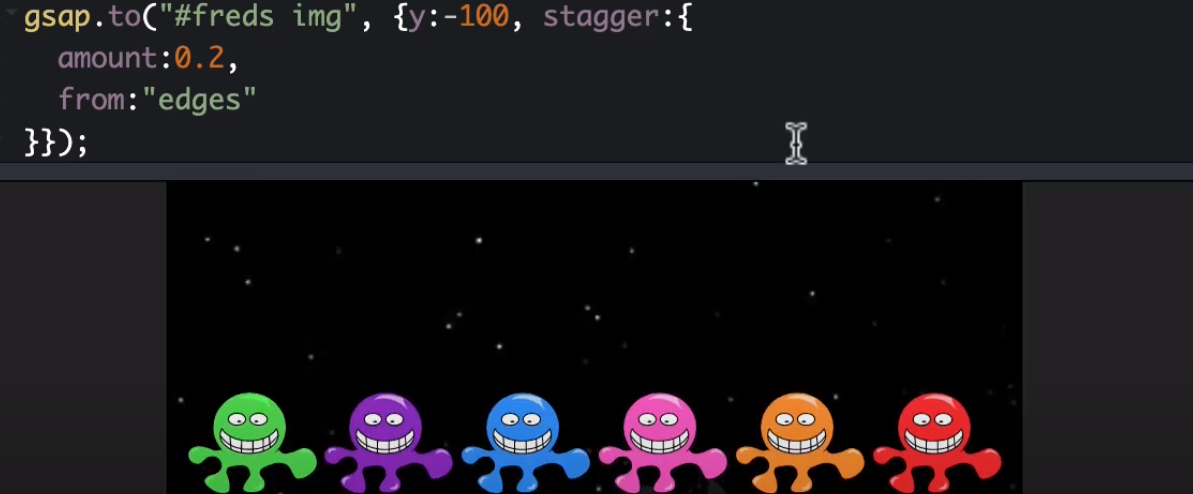 gsap.to("#freds img", {y:-100, stagger:{
amount:0.2,
from:"edges"
}});